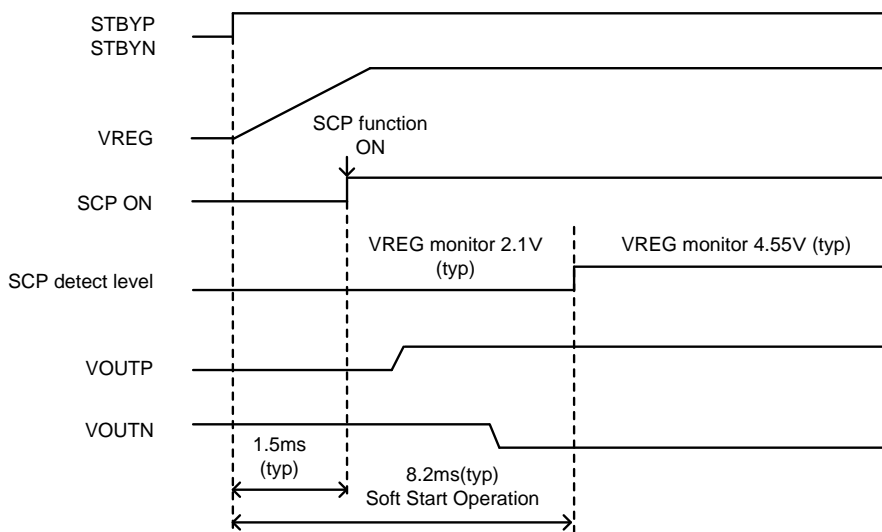 STBYP
STBYN
VREG
SCP function
ON
SCP ON
VREG monitor 2.1V
(typ)
VREG monitor 4.55V (typ)
SCP detect level
VOUTP
VOUTN
1.5ms
(typ)
8.2ms(typ)
Soft Start Operation